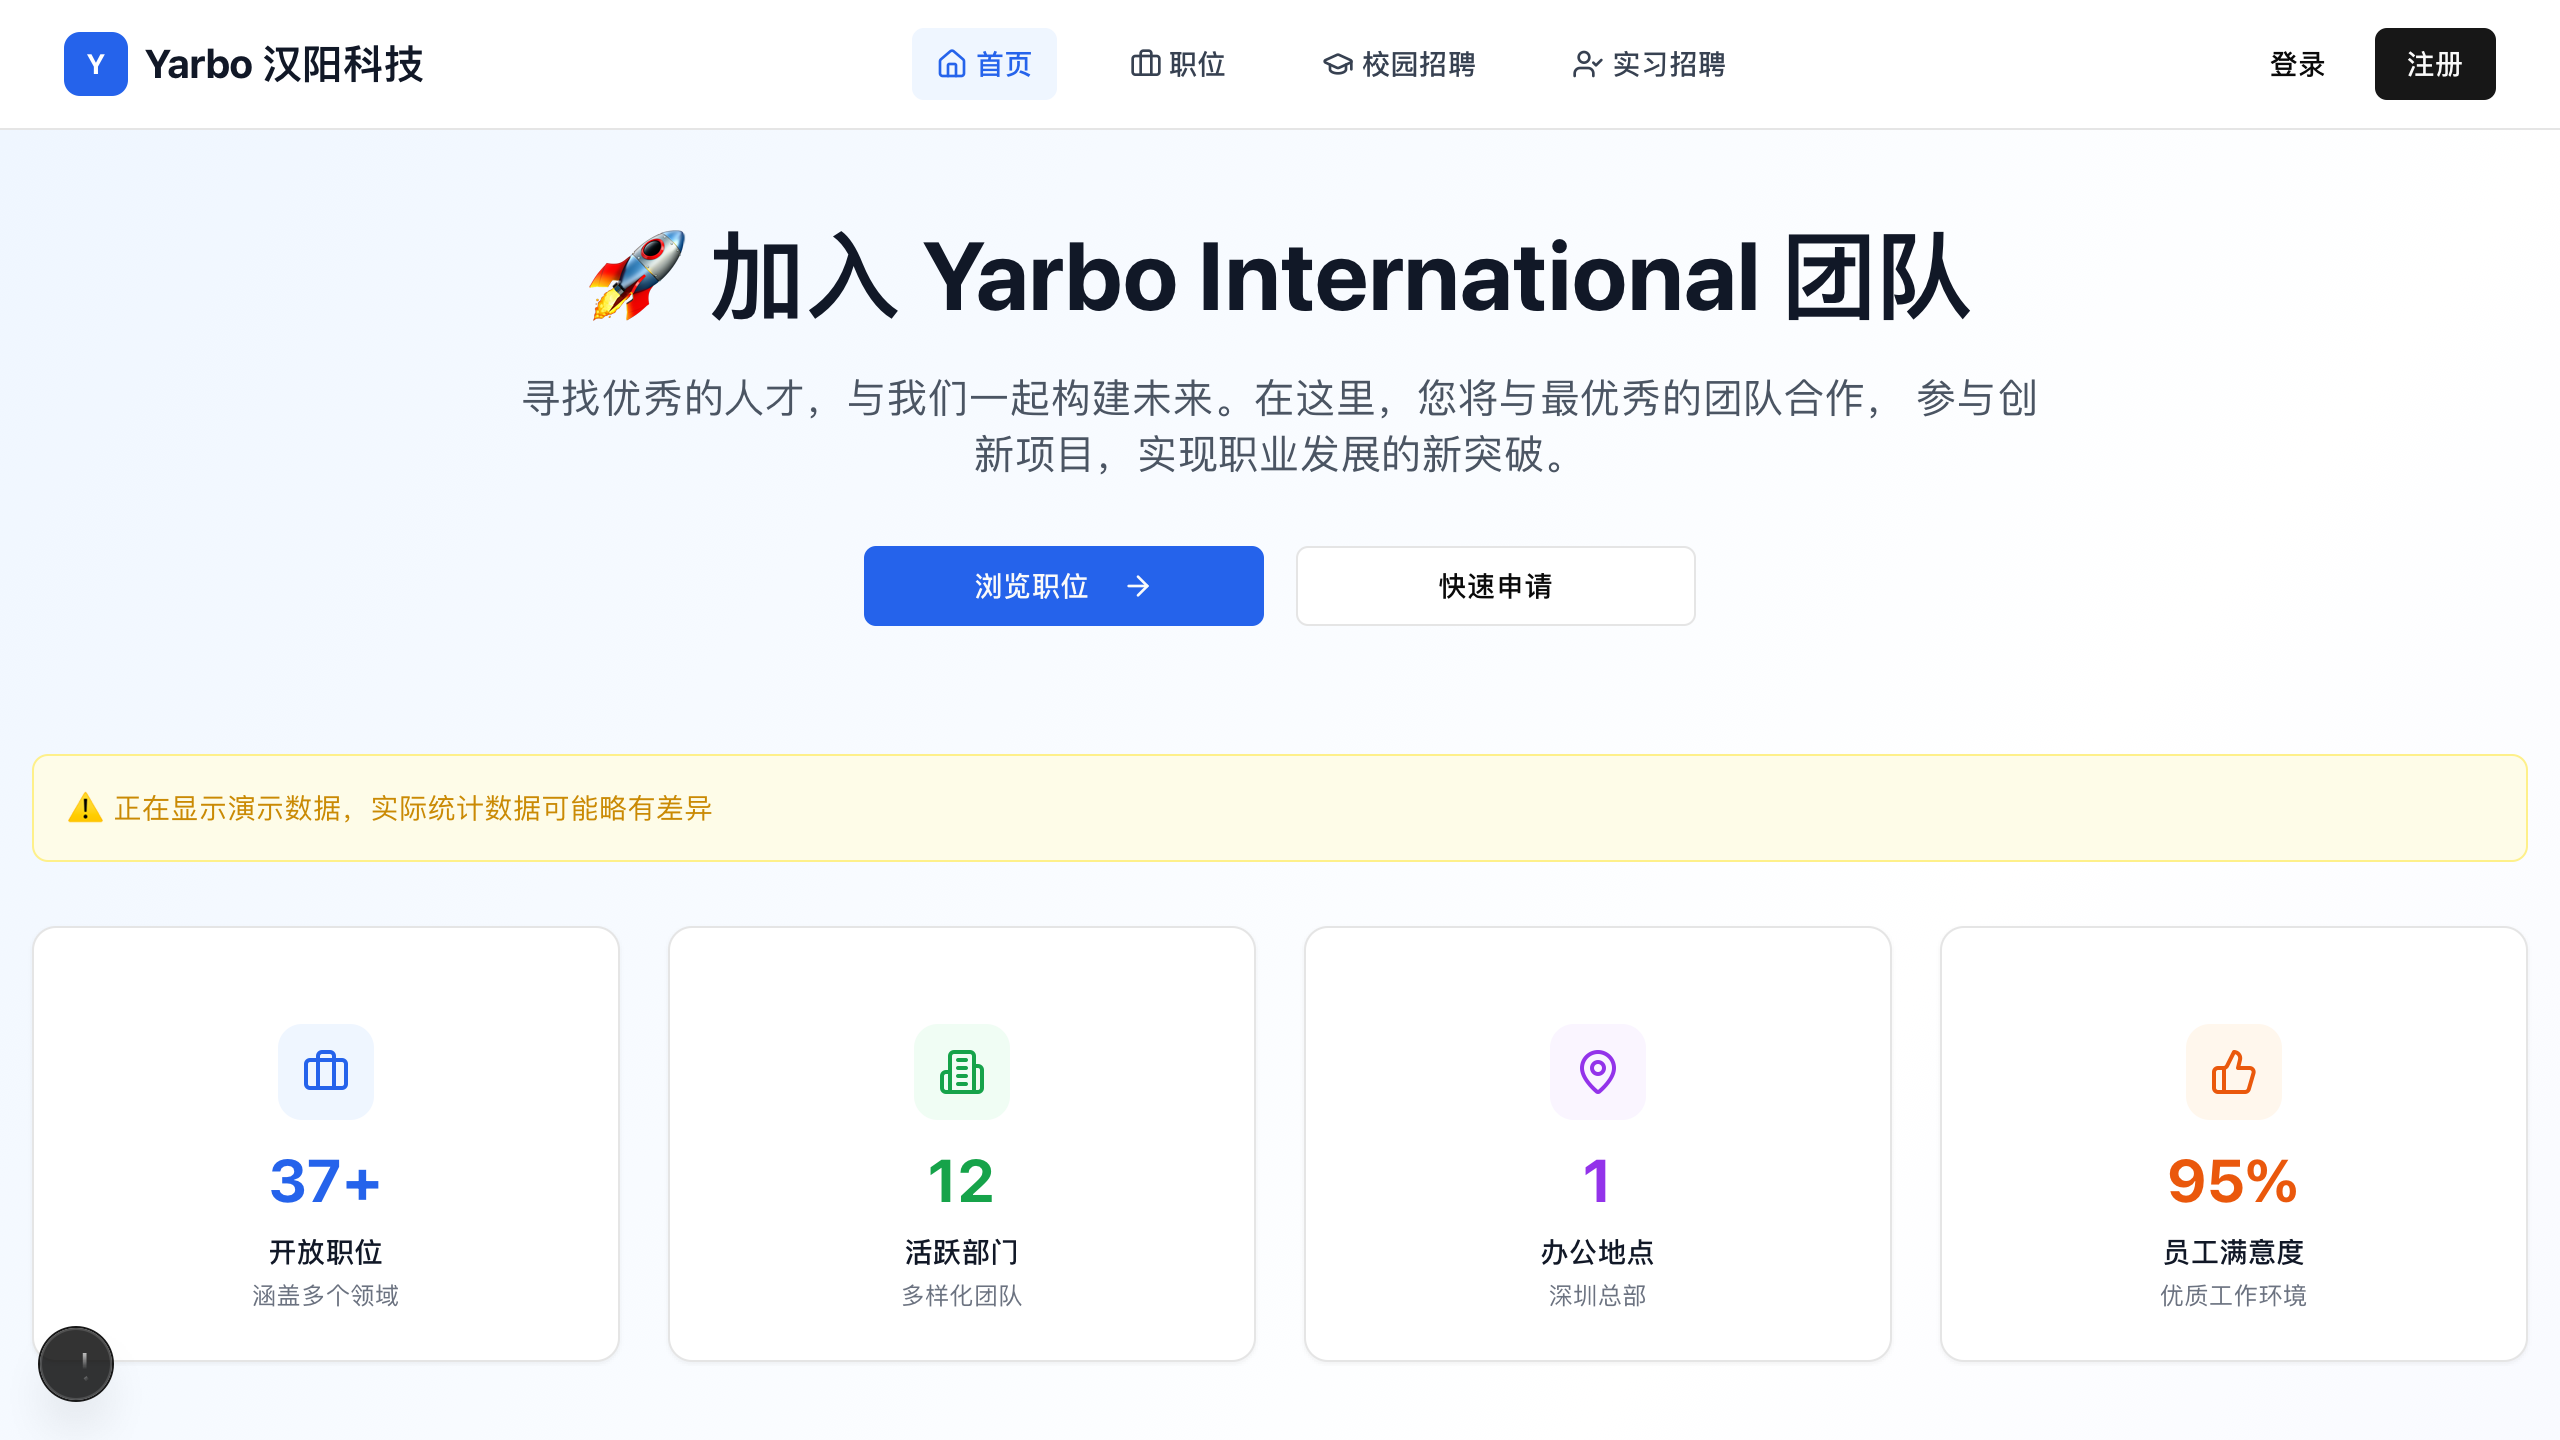 Y
Yarbo 汉阳科技
首页
职位
校园招聘
实习招聘
登录
注册
🚀 加入 Yarbo International 团队
寻找优秀的人才，与我们一起构建未来。在这里，您将与最优秀的团队合作， 参与创
新项目，实现职业发展的新突破。
浏览职位 →
快速申请
⚠️ 正在显示演示数据，实际统计数据可能略有差异
37+
开放职位
涵盖多个领域
12
活跃部门
多样化团队
1
办公地点
深圳总部
95%
员工满意度
优质工作环境